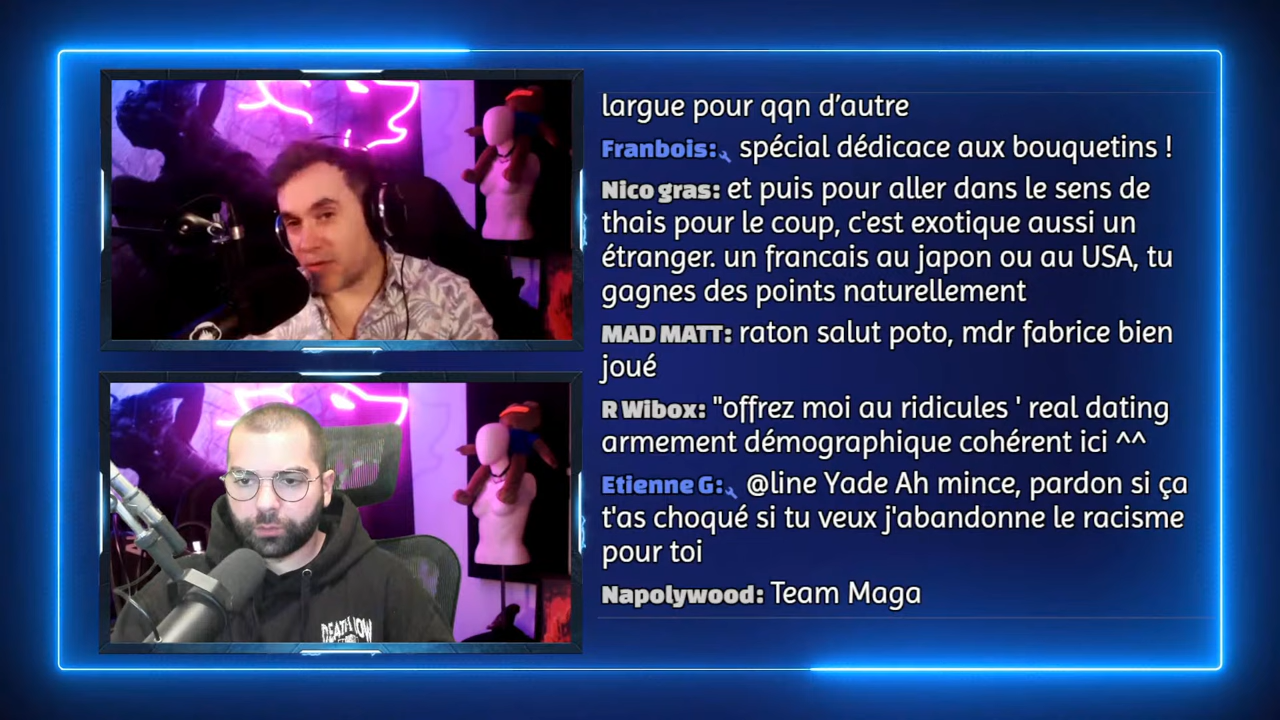 largue pour qqn d’autre
Franbois: spécial dédicace aux bouquetins !
Nico gras: et puis pour aller dans le sens de
thais pour le coup, c'est exotique aussi un
étranger. un francais au japon ou au USA, tu
gagnes des points naturellement
MAD MATT: raton salut poto, mdr fabrice bien
joué
R Wibox: "offrez moi au ridicules ' real dating
armement démographique cohérent ici ^^
Etienne G: @line Yade Ah mince, pardon si ça
t'as choqué si tu veux j'abandonne le racisme
pour toi
Napolywood: Team Maga